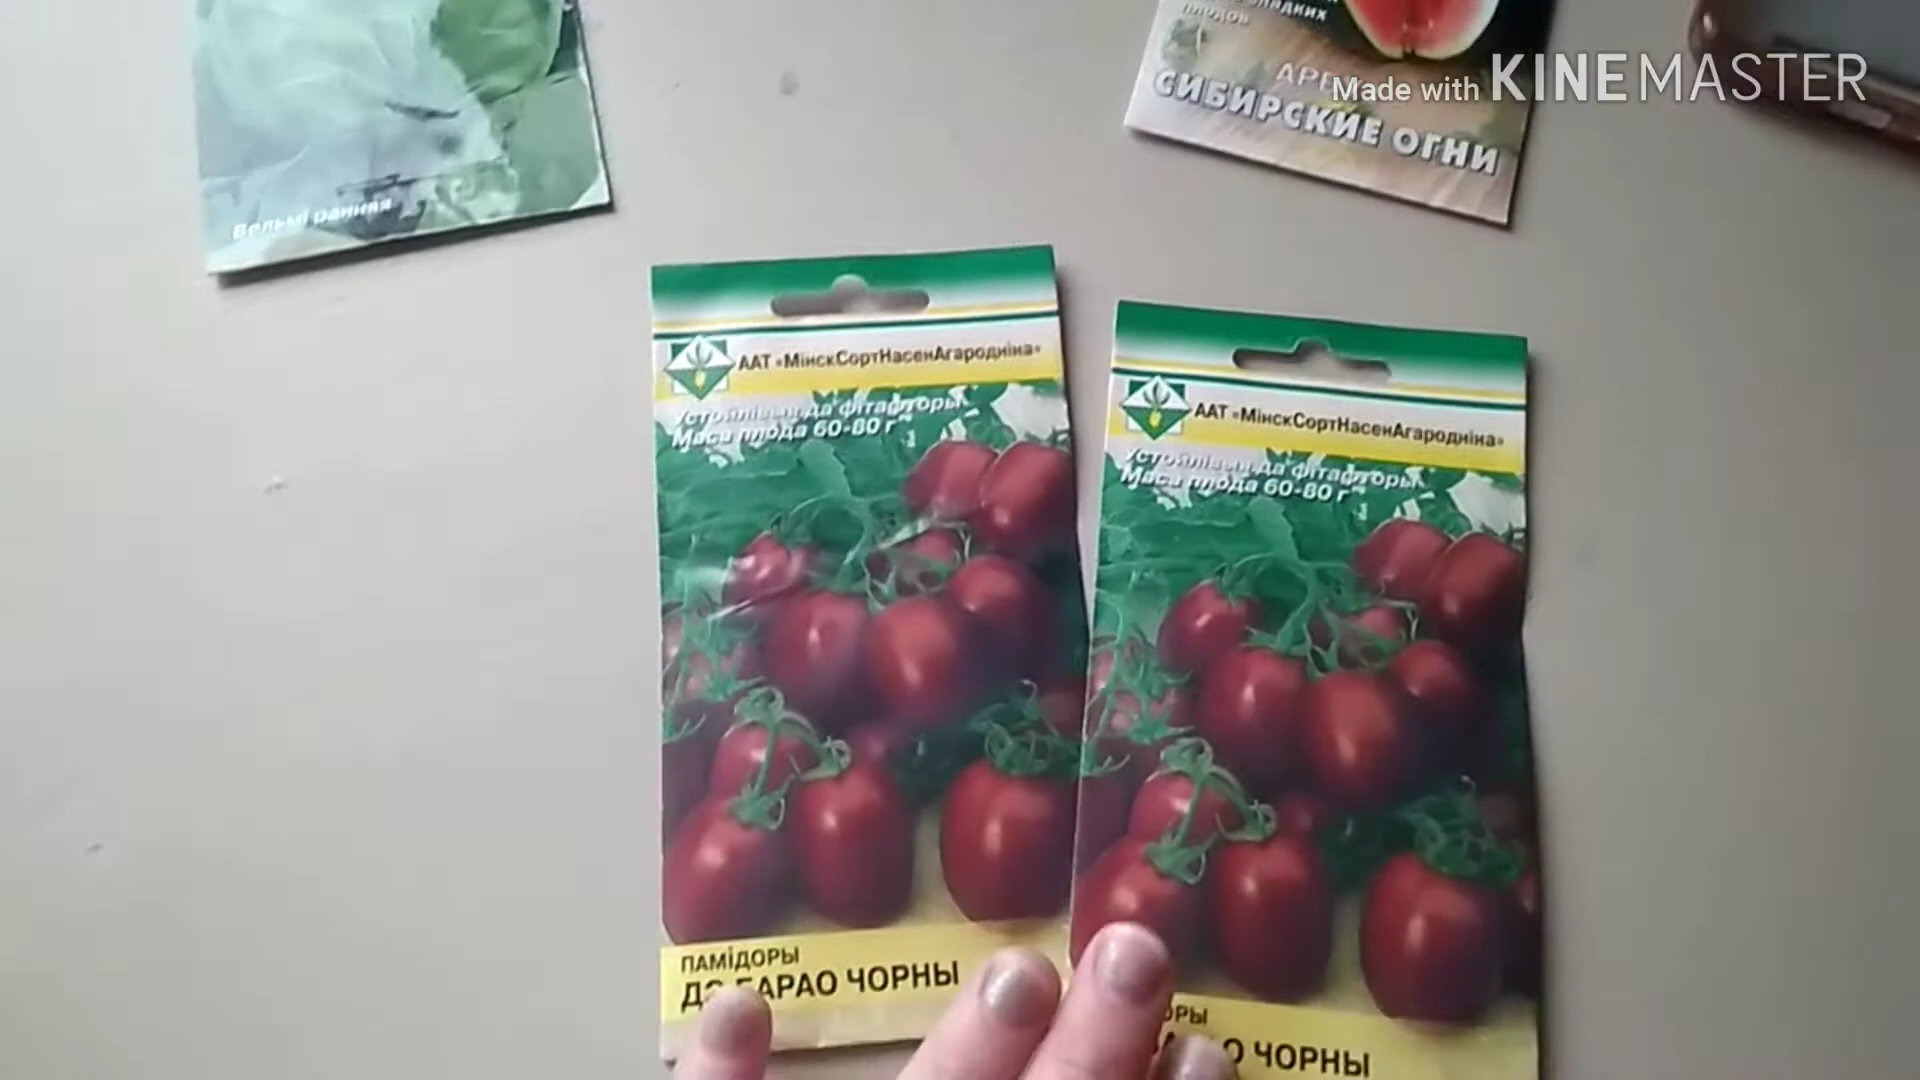 Вельмі ранняя
СИБИРСКИЕ ОГНИ
Made with KINEMASTER
ААТ «МінскСортНасенАгародніна»
Устойлівыя да фітафторы
Маса плода 60-80 г
ПАМІДОРЫ
БАРАО ЧОРНЫ
ААТ «МінскСортНасенАгародніна»
Устойлівыя да фітафторы
Маса плода 60-80 г
ЧОРНЫ